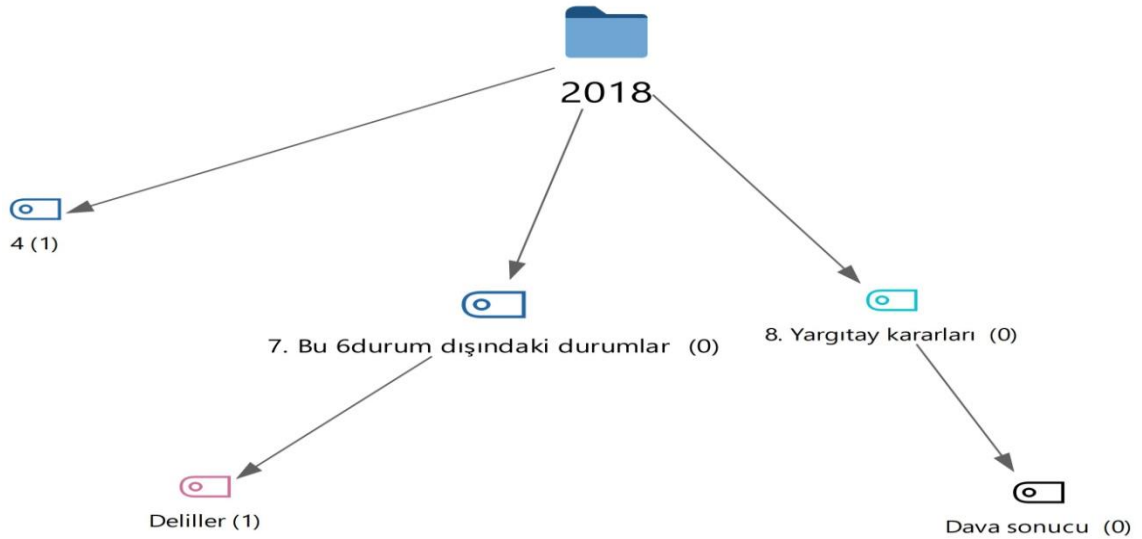 2018
4 (1)
7. Bu 6durum dışındaki durumlar (0)
8. Yargıtay kararları (0)
Deliller (1)
Dava sonucu (0)